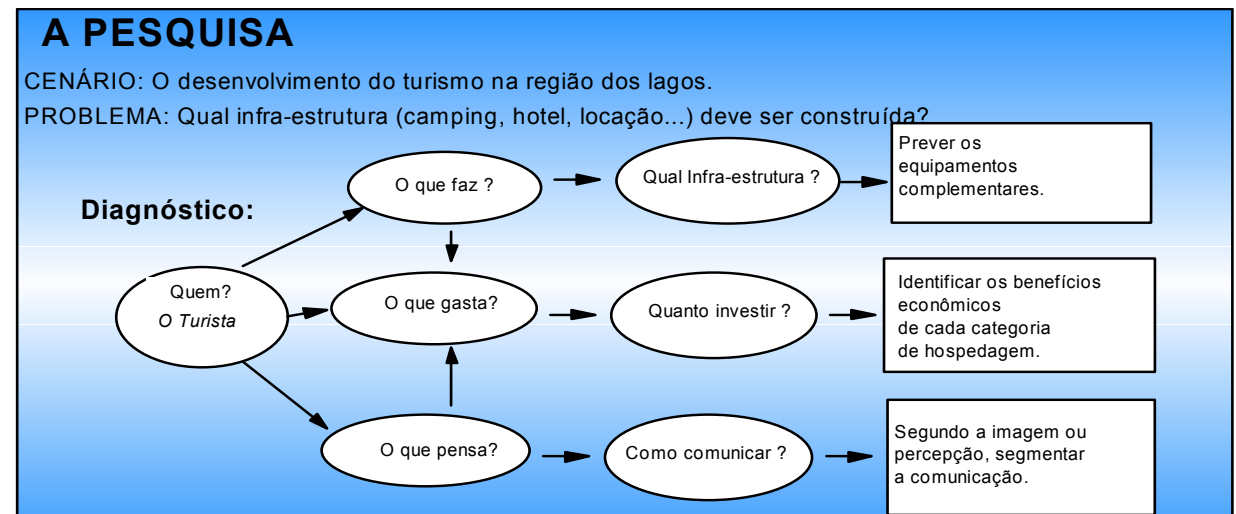 A PESQUISA
CENÁRIO: O desenvolvimento do turismo na região dos lagos.
PROBLEMA: Qual infra-estrutura (camping, hotel, locação...) deve ser construída?
Diagnóstico:
Quem?
O Turista
O que faz ?
Qual Infra-estrutura ?
Prever os
equipamentos
complementares.
O que gasta?
Quanto investir ?
Identificar os benefícios
econômicos
de cada categoria
de hospedagem.
O que pensa?
Como comunicar ?
Segundo a imagem ou
percepção, segmentar
a comunicação.